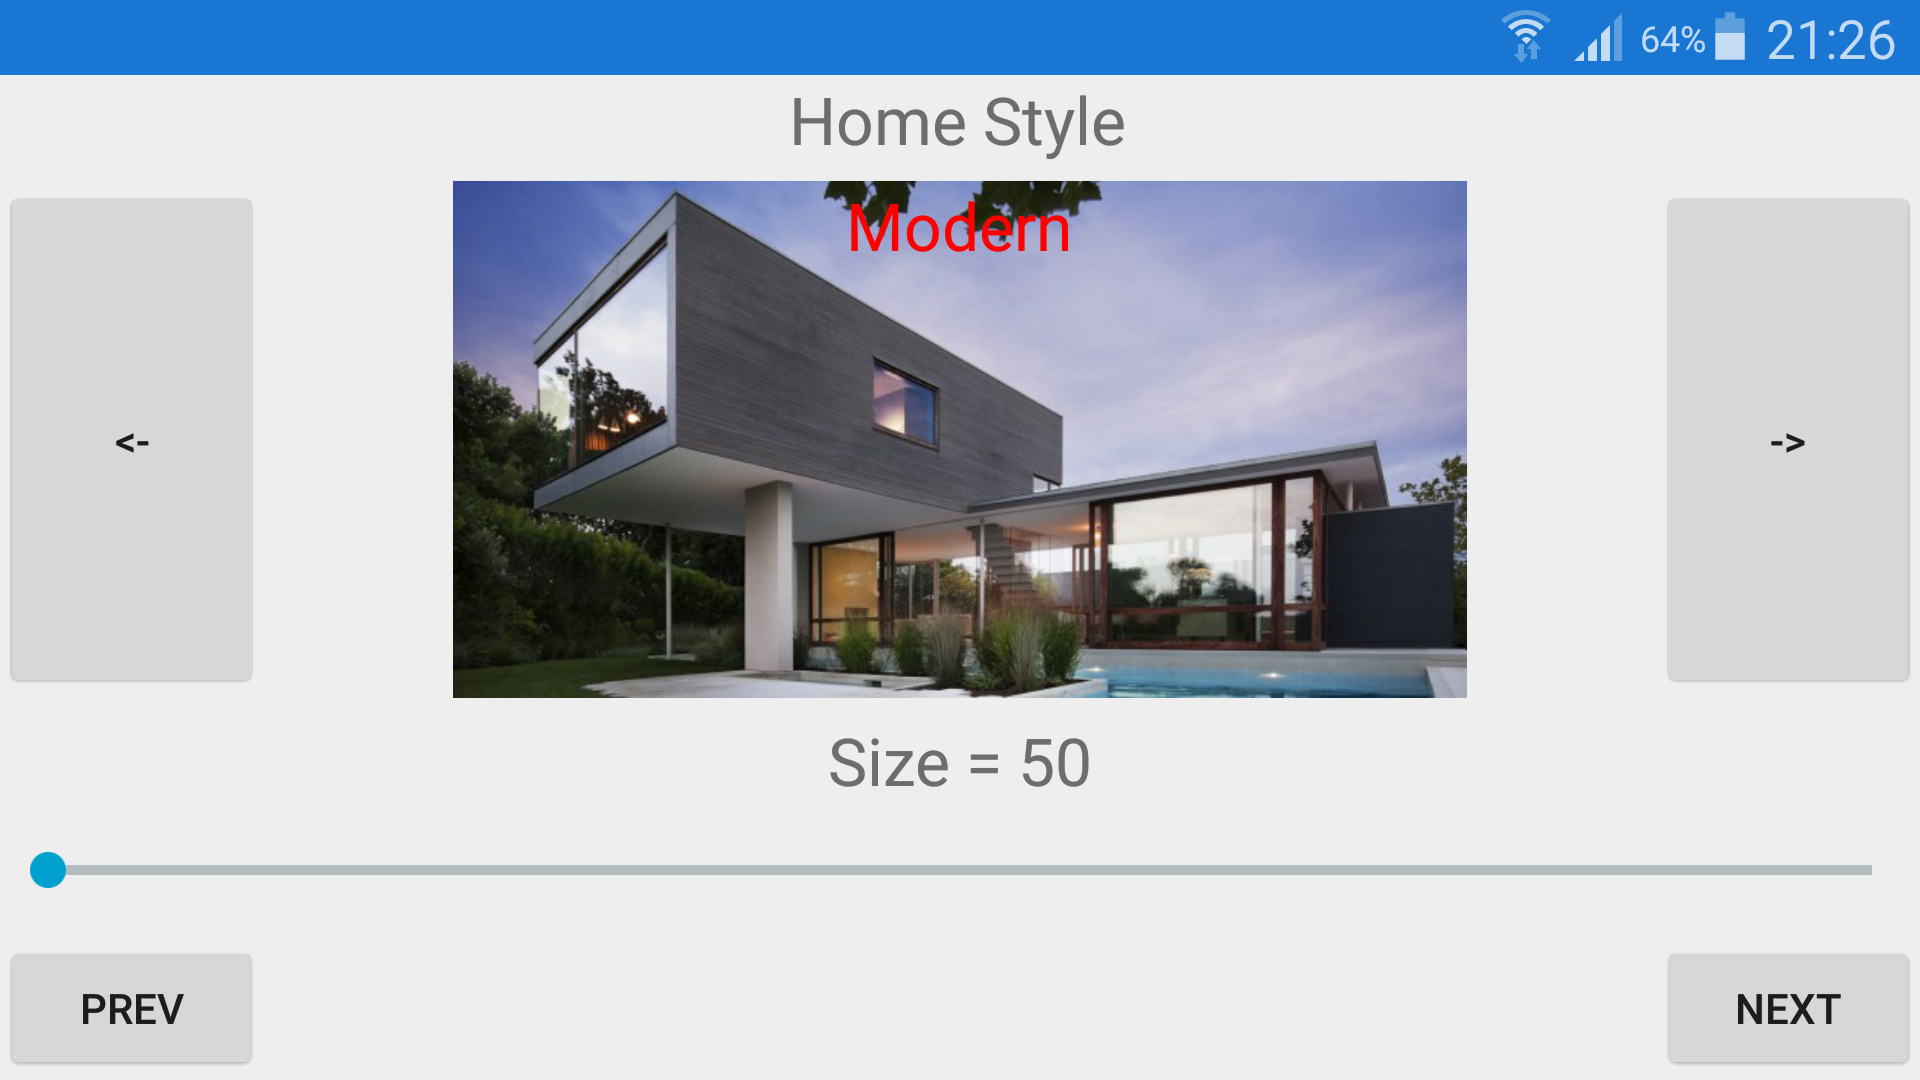 64% 21:26
Home Style
Modern
<- ->
Size = 50
PREV NEXT